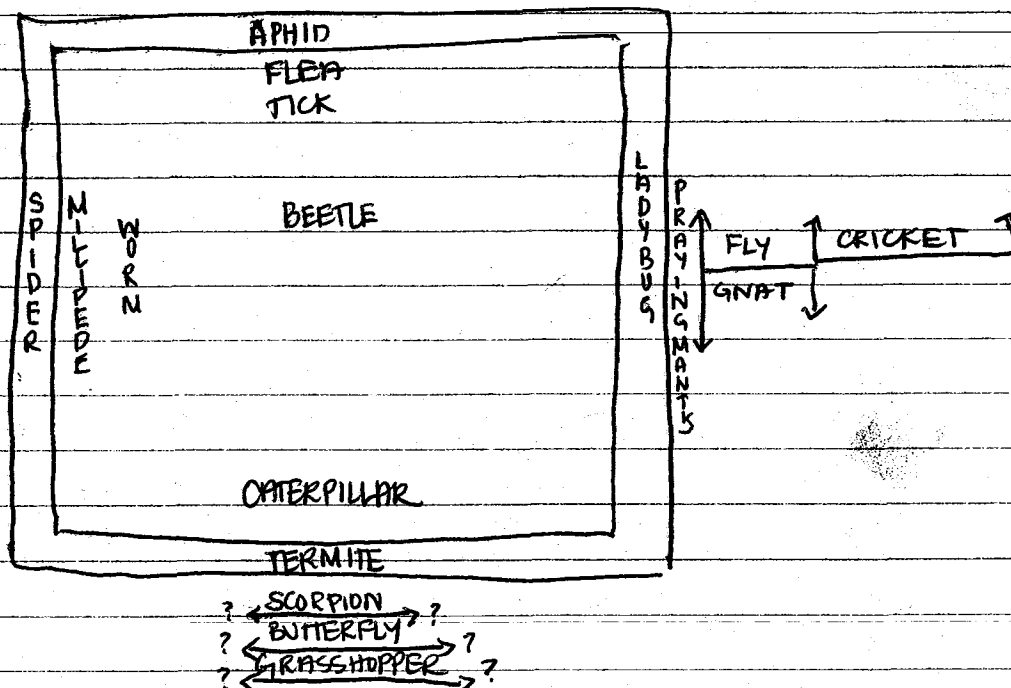 APHID
FLEA
TICK
SPIDER
MILLIPEDE
WORM
BEETLE
LADYBUG
PRAYING MANTIS
FLY
CRICKET
GNAT
CATERPILLAR
TERMITE
? SCORPION ?
? BUTTERFLY ?
? GRASSHOPPER ?